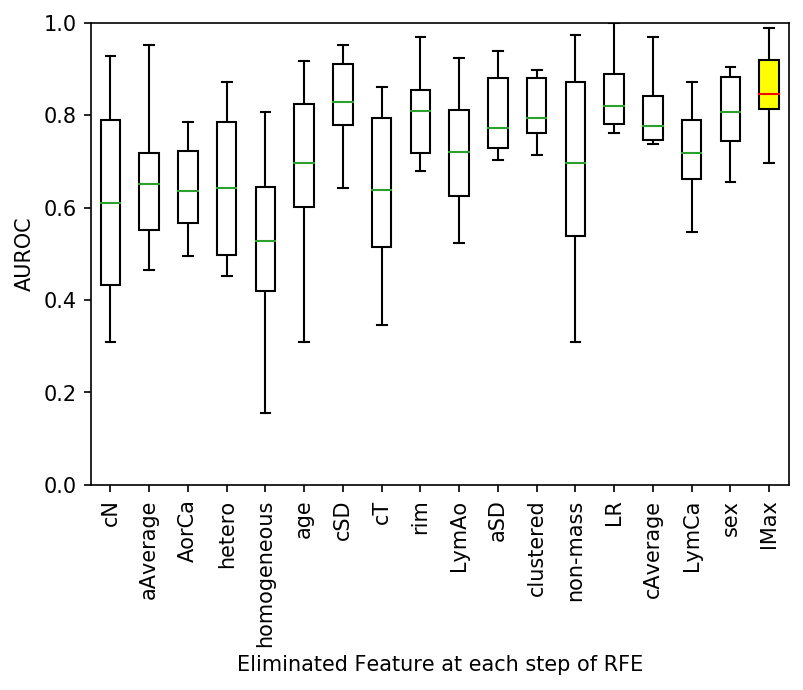 1.0
0.8
0.6
0.4
0.2
0.0
AUROC
cN
aAverage
AorCa
hetero
homogeneous
age
cSD
cT
rim
LymAo
aSD
clustered
non-mass
LR
cAverage
LymCa
sex
lMax
Eliminated Feature at each step of RFE